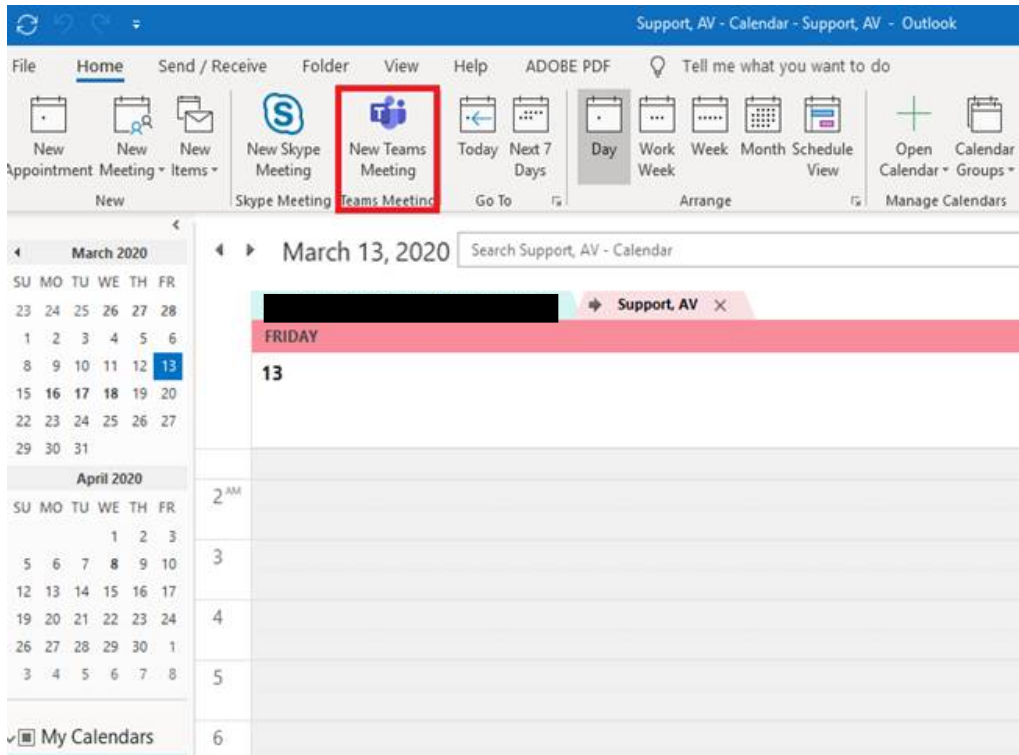 Support, AV - Calendar - Support, AV - Outlook
File Home Send / Receive Folder View Help ADOBE PDF Tell me what you want to do
New Appointment
New Meeting
New Items
New Skype Meeting
New Teams Meeting
Today
Next 7 Days
Day
Work Week
Week
Month
Schedule View
Open Calendar
Calendar Groups
New Skype Meeting Teams Meeting Go To Arrange Manage Calendars
March 2020
SU MO TU WE TH FR
23 24 25 26 27 28
1 2 3 4 5 6
8 9 10 11 12 13
15 16 17 18 19 20
22 23 24 25 26 27
29 30 31
April 2020
SU MO TU WE TH FR
1 2 3
5 6 7 8 9 10
12 13 14 15 16 17
19 20 21 22 23 24
26 27 28 29 30 1
3 4 5 6 7 8
My Calendars
March 13, 2020 Search Support, AV - Calendar
Support, AV
FRIDAY
13
2 AM
3
4
5
6